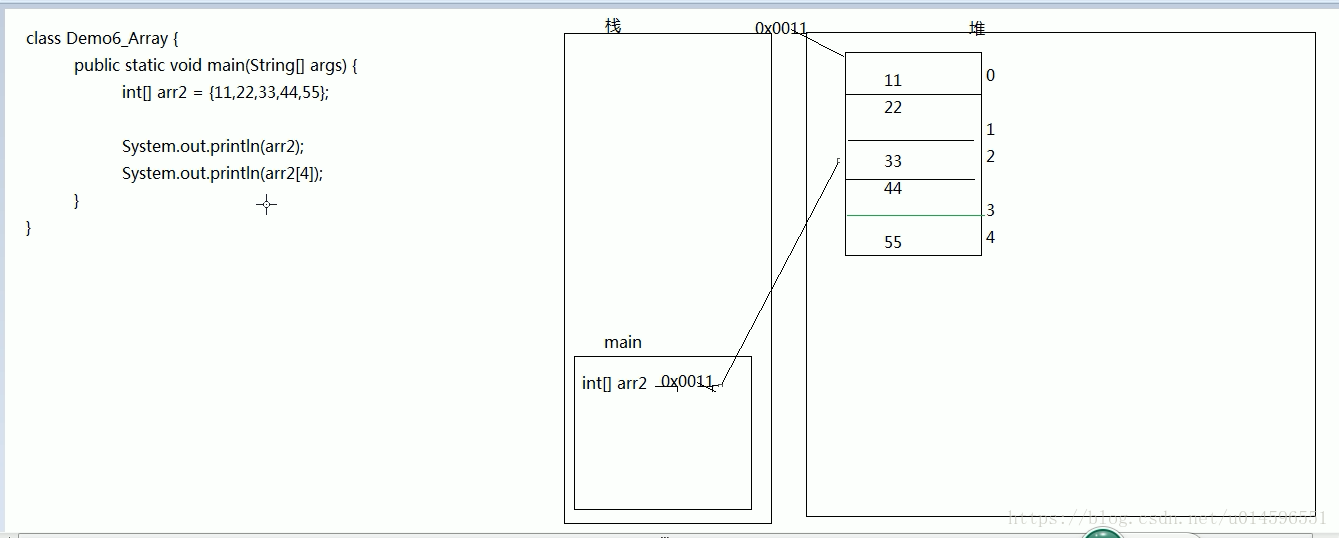 class Demo6_Array {
public static void main(String[] args) {
int[] arr2 = {11,22,33,44,55};
System.out.println(arr2);
System.out.println(arr2[4]);
}
}
栈
0x0011
堆
11
0
22
1
33
2
44
3
55
4
main
int[] arr2
0x0011
https://blog.csdn.net/u014596531